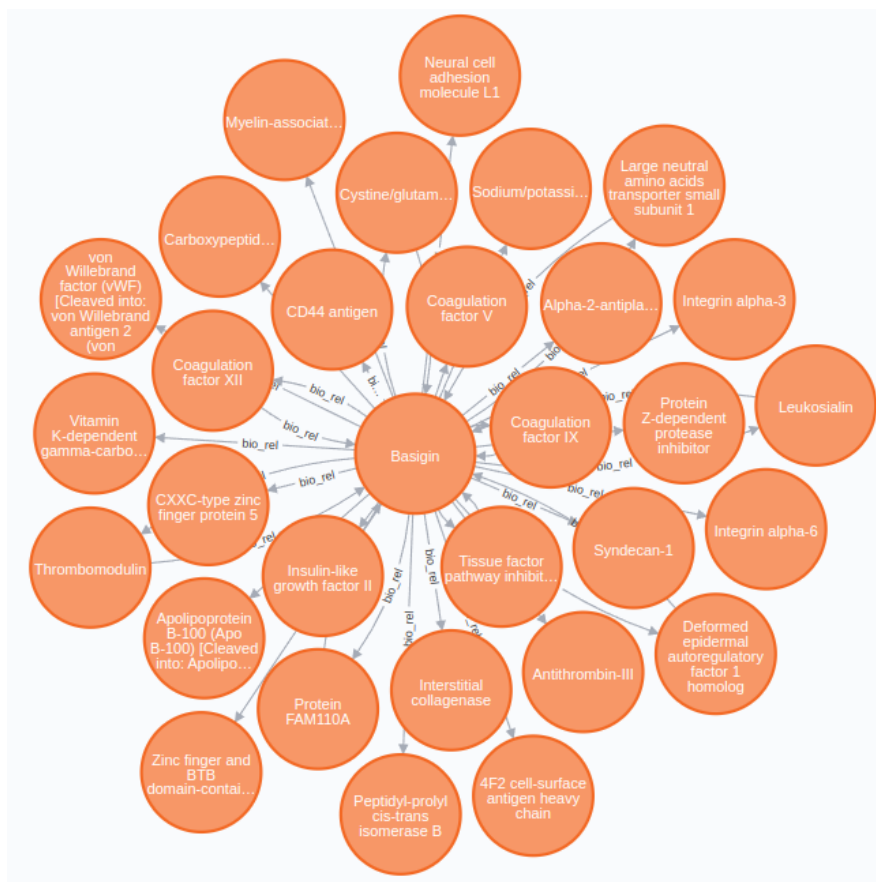 Neural cell
adhesion
molecule L1
Myelin-associat…
Cystine/glutam…
Sodium/potassi…
Large neutral
amino acids
transporter small
subunit 1
Carboxypeptid…
von
Willebrand
factor (vWF)
[Cleaved into:
von Willebrand
antigen 2
(von
CD44 antigen
Coagulation
factor V
Alpha-2-antipla…
Integrin alpha-3
Coagulation
factor XII
bio_rel
bi…
bio_rel
Vitamin
K-dependent
gamma-carbo…
bio_rel
bio_rel
Basigin
Coagulation
factor IX
Protein
Z-dependent
protease
inhibitor
Leukosialin
bio_rel
bio_rel
bio_rel
bio_rel
CXXC-type zinc
finger protein 5
Thrombomodulin
Insulin-like
growth factor II
bio_rel
bio_rel
Tissue factor
pathway inhibit…
Syndecan-1
Integrin alpha-6
Apolipoprotein
B-100 (Apo
B-100) [Cleaved
into: Apolipo…
bio_rel
Protein
FAM110A
Interstitial
collagenase
Antithrombin-III
Deformed
epidermal
autoregulatory
factor 1
homolog
Zinc finger and
BTB
domain-contai…
Peptidyl-prolyl
cis-trans
isomerase B
4F2 cell-surface
antigen heavy
chain